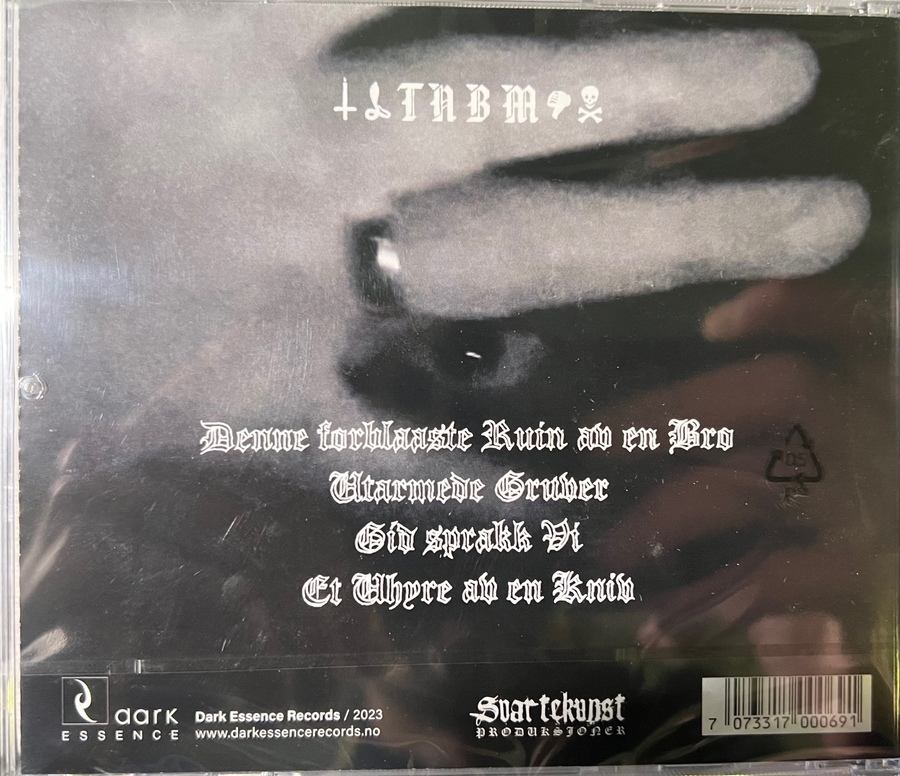 TNBM
Denne forblaaste Ruin av en Bro
Utarmede Gruver
Gid sprakk Vi
Et Uhyre av en Kniv
dark
ESSENCE
Dark Essence Records / 2023
www.darkessencerecords.no
Svartekunst
PRODUKSJONER
7 073317 000691
05
PS